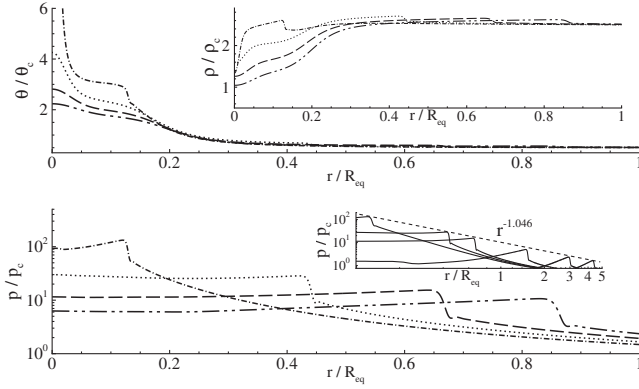 6
4
2
θ / θc
0 0.2 0.4 0.6 0.8 1
r / Req
2
1
ρ / ρc
0 0.2 0.4 0.6 0.8 1
r / Req
10²
10¹
10⁰
p / pc
0 0.2 0.4 0.6 0.8 1
r / Req
10²
10¹
10⁰
p / pc
r⁻¹·⁰⁴⁶
r / Req 1 2 3 4 5